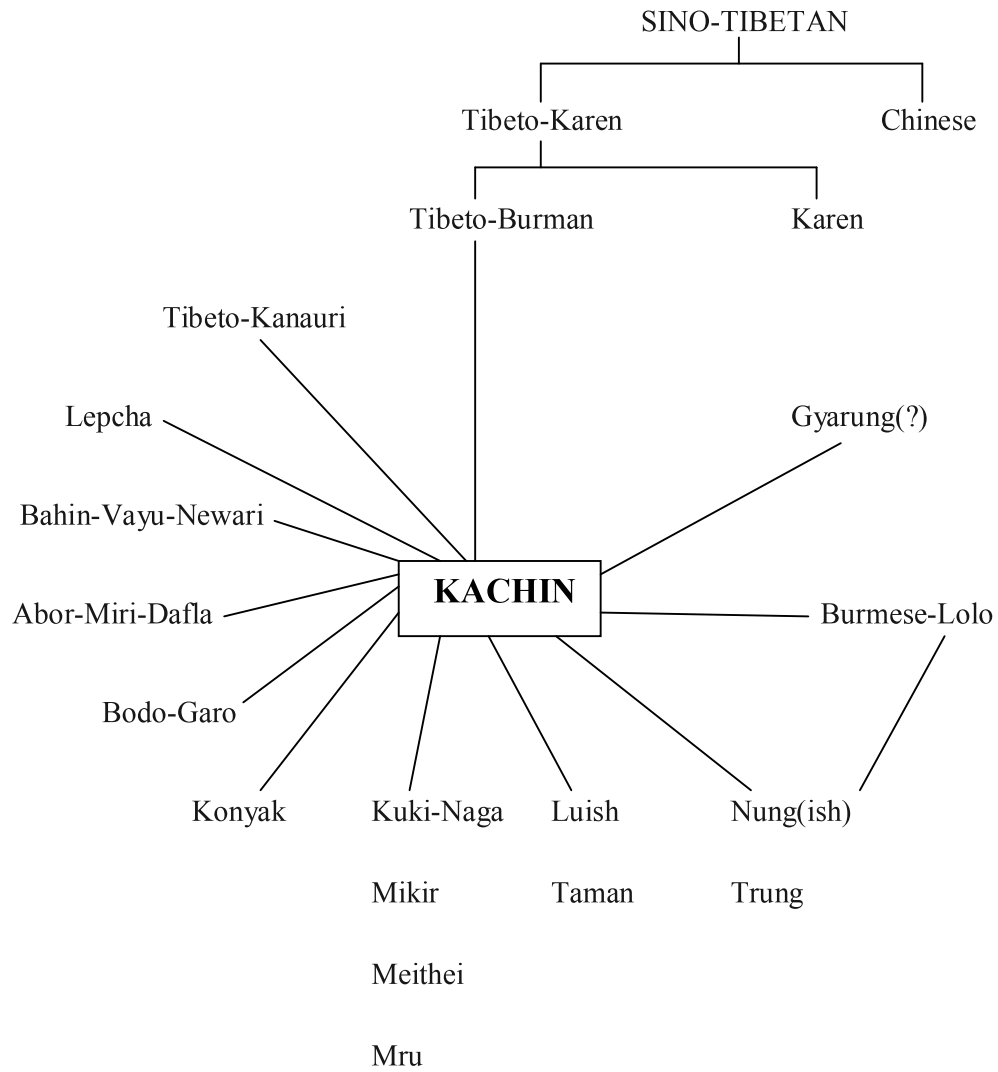 SINO-TIBETAN
Tibeto-Karen Chinese
Tibeto-Burman Karen
Tibeto-Kanauri
Lepcha Gyarung(?)
Bahin-Vayu-Newari
KACHIN
Abor-Miri-Dafla Burmese-Lolo
Bodo-Garo
Konyak Kuki-Naga Luish Nung(ish)
Mikir Taman Trung
Meithei
Mru